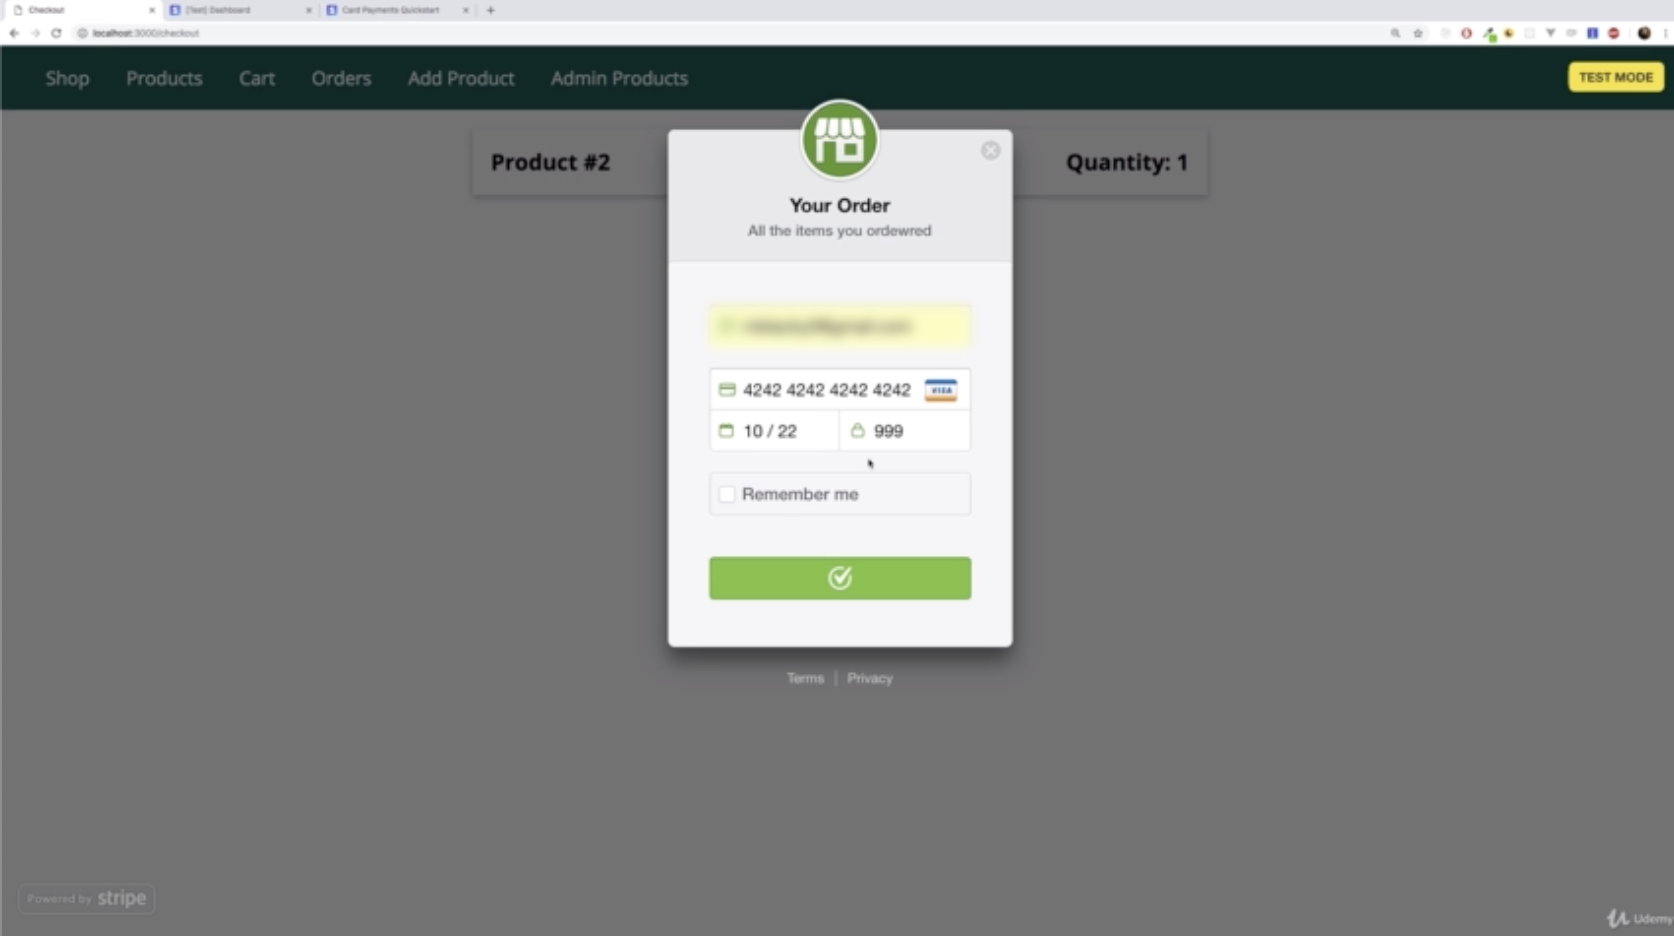 Checkout
[Test] Dashboard
Card Payments Quickstart
localhost:3000/checkout
Shop Products Cart Orders Add Product Admin Products
TEST MODE
Product #2
Quantity: 1
Your Order
All the items you ordewred
4242 4242 4242 4242 VISA
10 / 22 999
Remember me
Terms | Privacy
Powered by stripe
Udemy